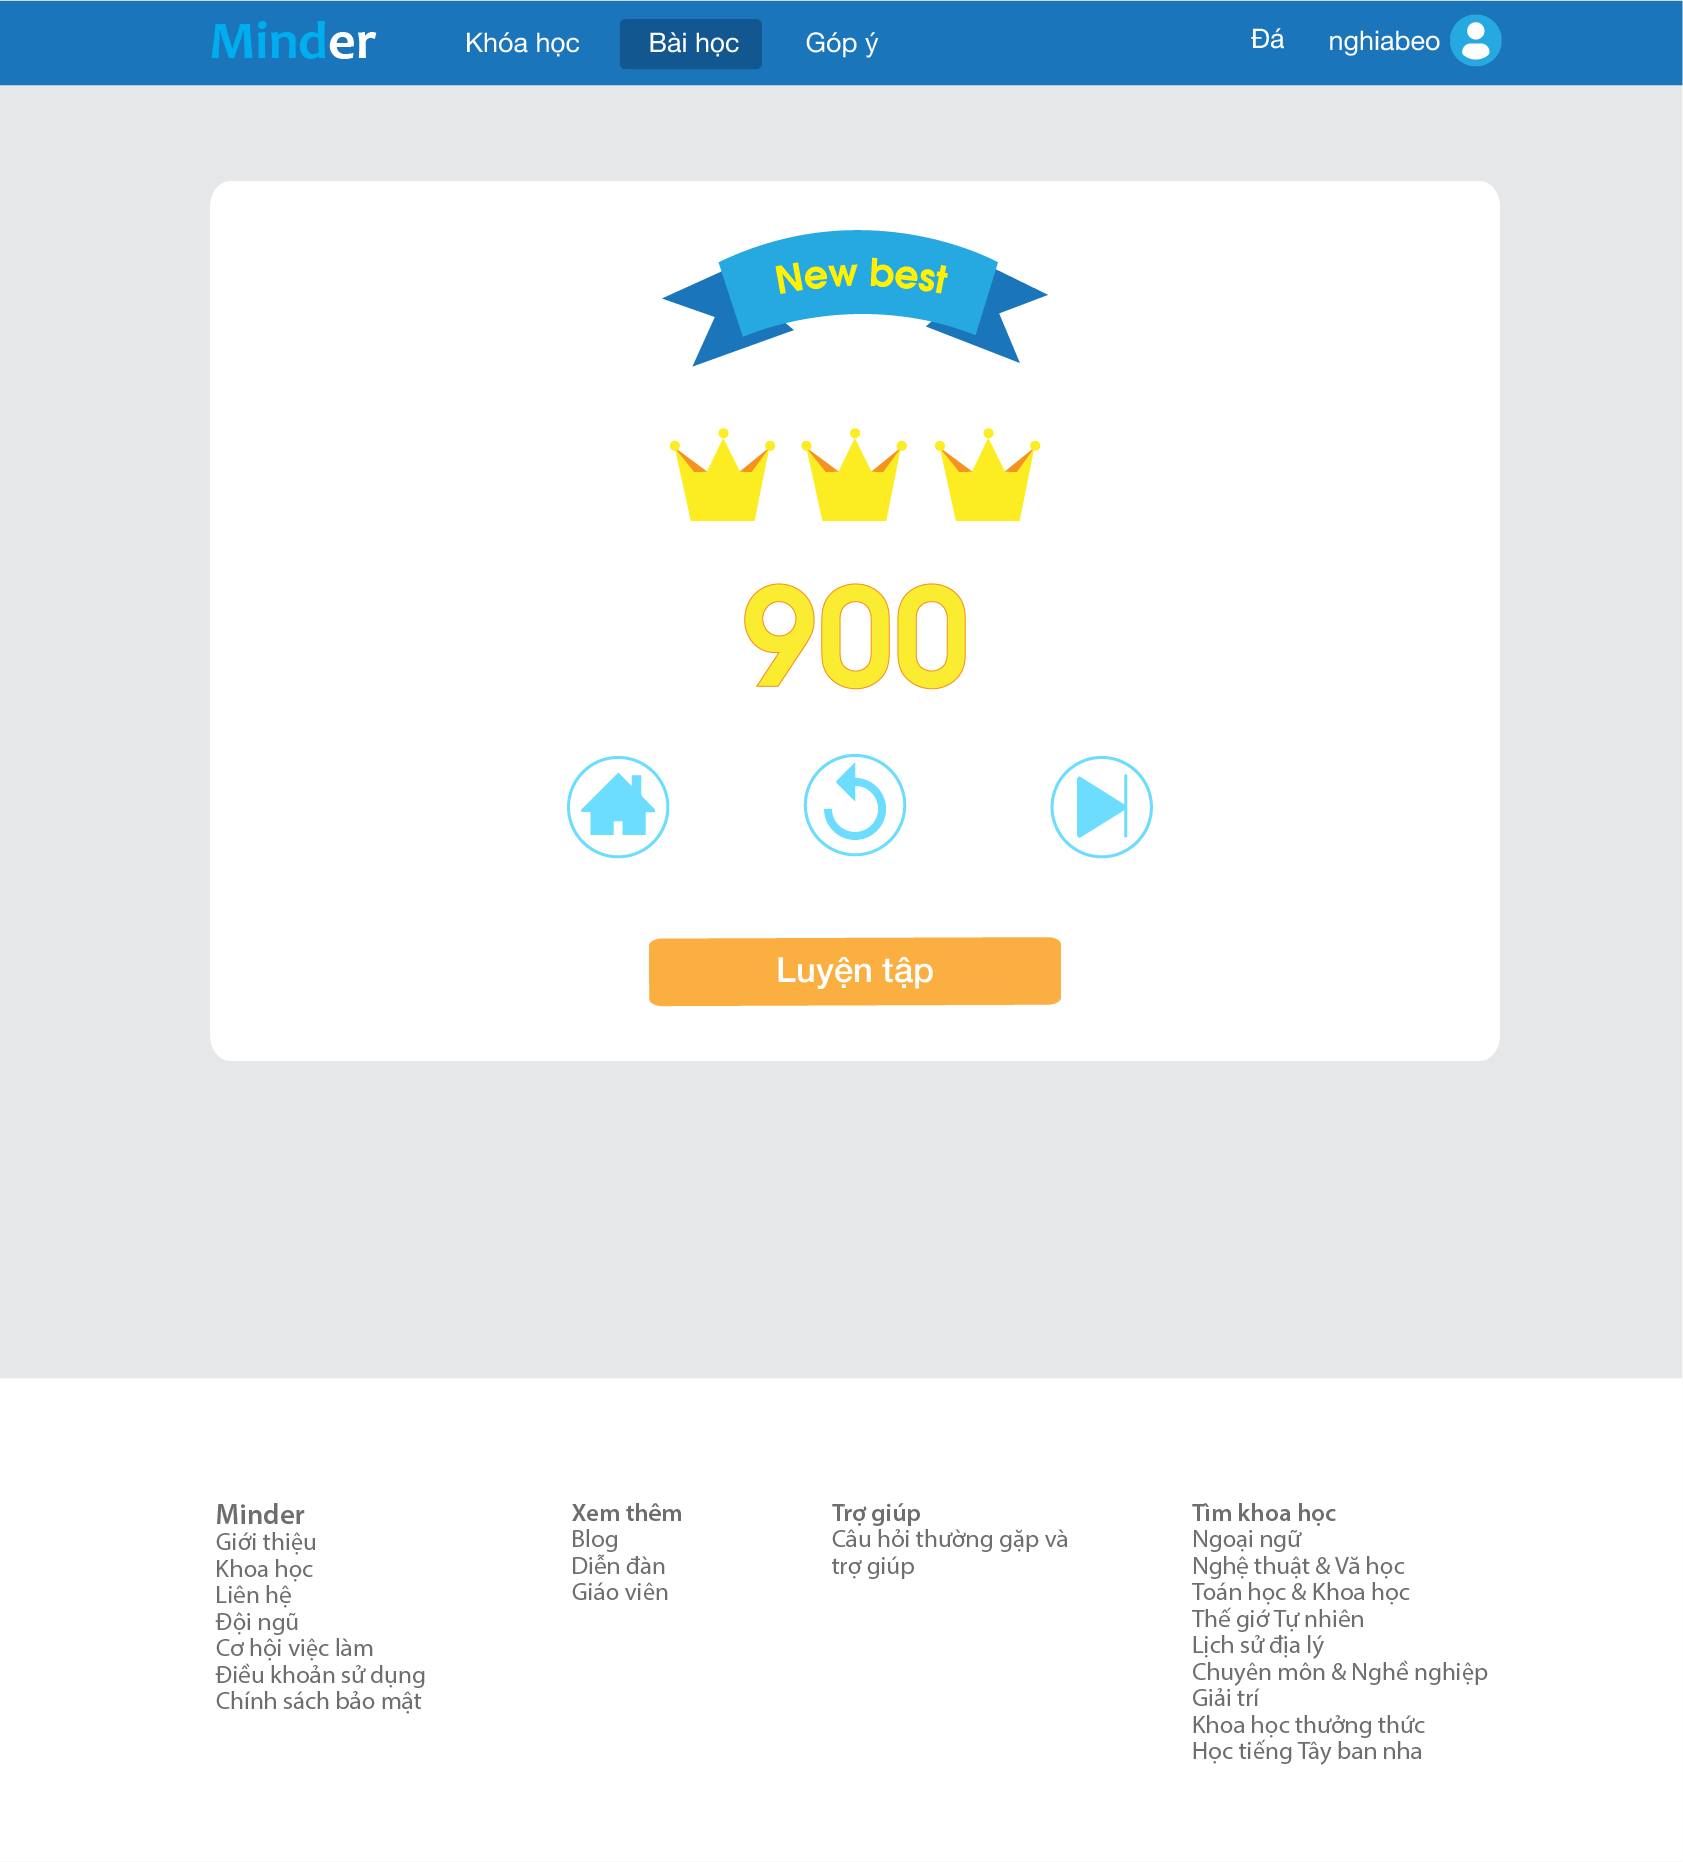 Minder
Khóa học
Bài học
Góp ý
Đá
nghiabeo
New best
900
Luyện tập
Minder
Giới thiệu
Khoa học
Liên hệ
Đội ngũ
Cơ hội việc làm
Điều khoản sử dụng
Chính sách bảo mật
Xem thêm
Blog
Diễn đàn
Giáo viên
Trợ giúp
Câu hỏi thường gặp và
trợ giúp
Tìm khoa học
Ngoại ngữ
Nghệ thuật & Vă học
Toán học & Khoa học
Thế giớ Tự nhiên
Lịch sử địa lý
Chuyên môn & Nghề nghiệp
Giải trí
Khoa học thưởng thức
Học tiếng Tây ban nha